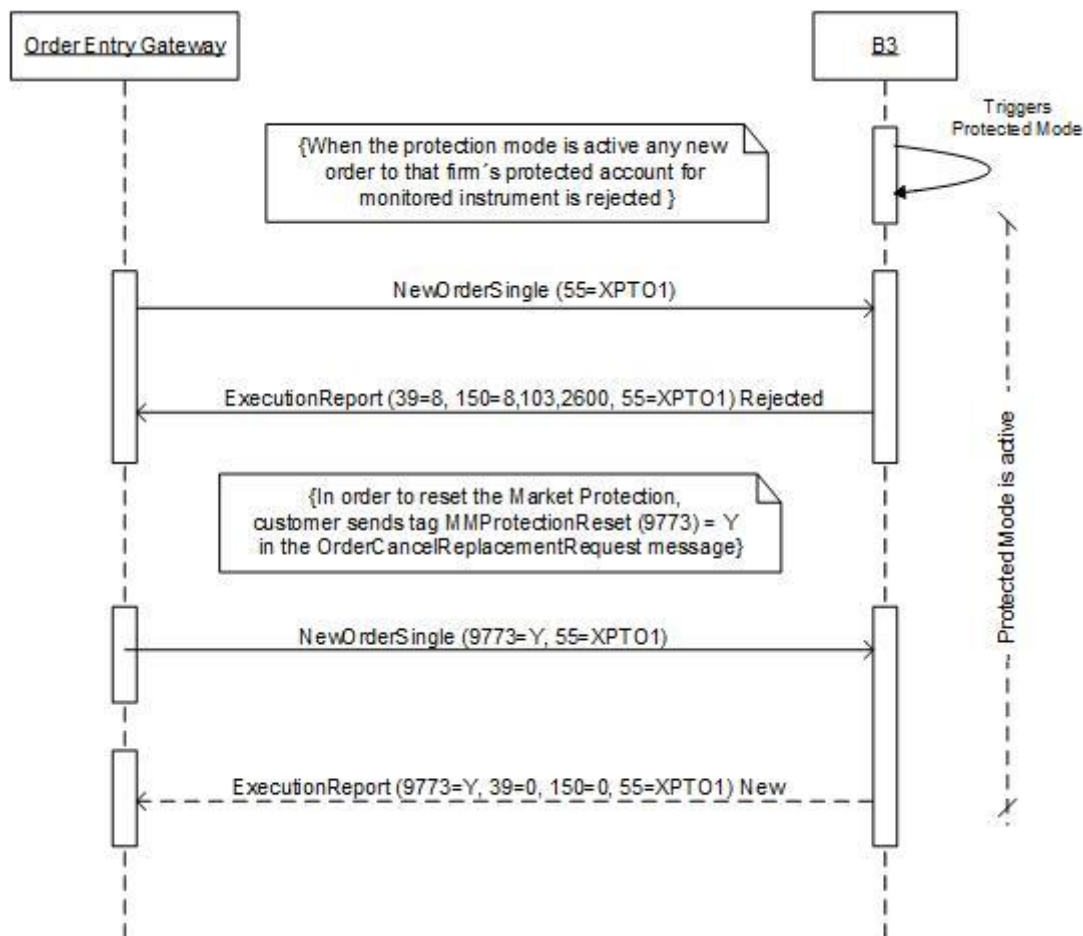 Order Entry Gateway
B3
Triggers
Protected Mode
{When the protection mode is active any new
order to that firm´s protected account for
monitored instrument is rejected }
NewOrderSingle (55=XPTO1)
ExecutionReport (39=8, 150=8,103,2600, 55=XPTO1) Rejected
Protected Mode is active
{In order to reset the Market Protection,
customer sends tag MMProtectionReset (9773) = Y
in the OrderCancelReplacementRequest message}
NewOrderSingle (9773=Y, 55=XPTO1)
ExecutionReport (9773=Y, 39=0, 150=0, 55=XPTO1) New